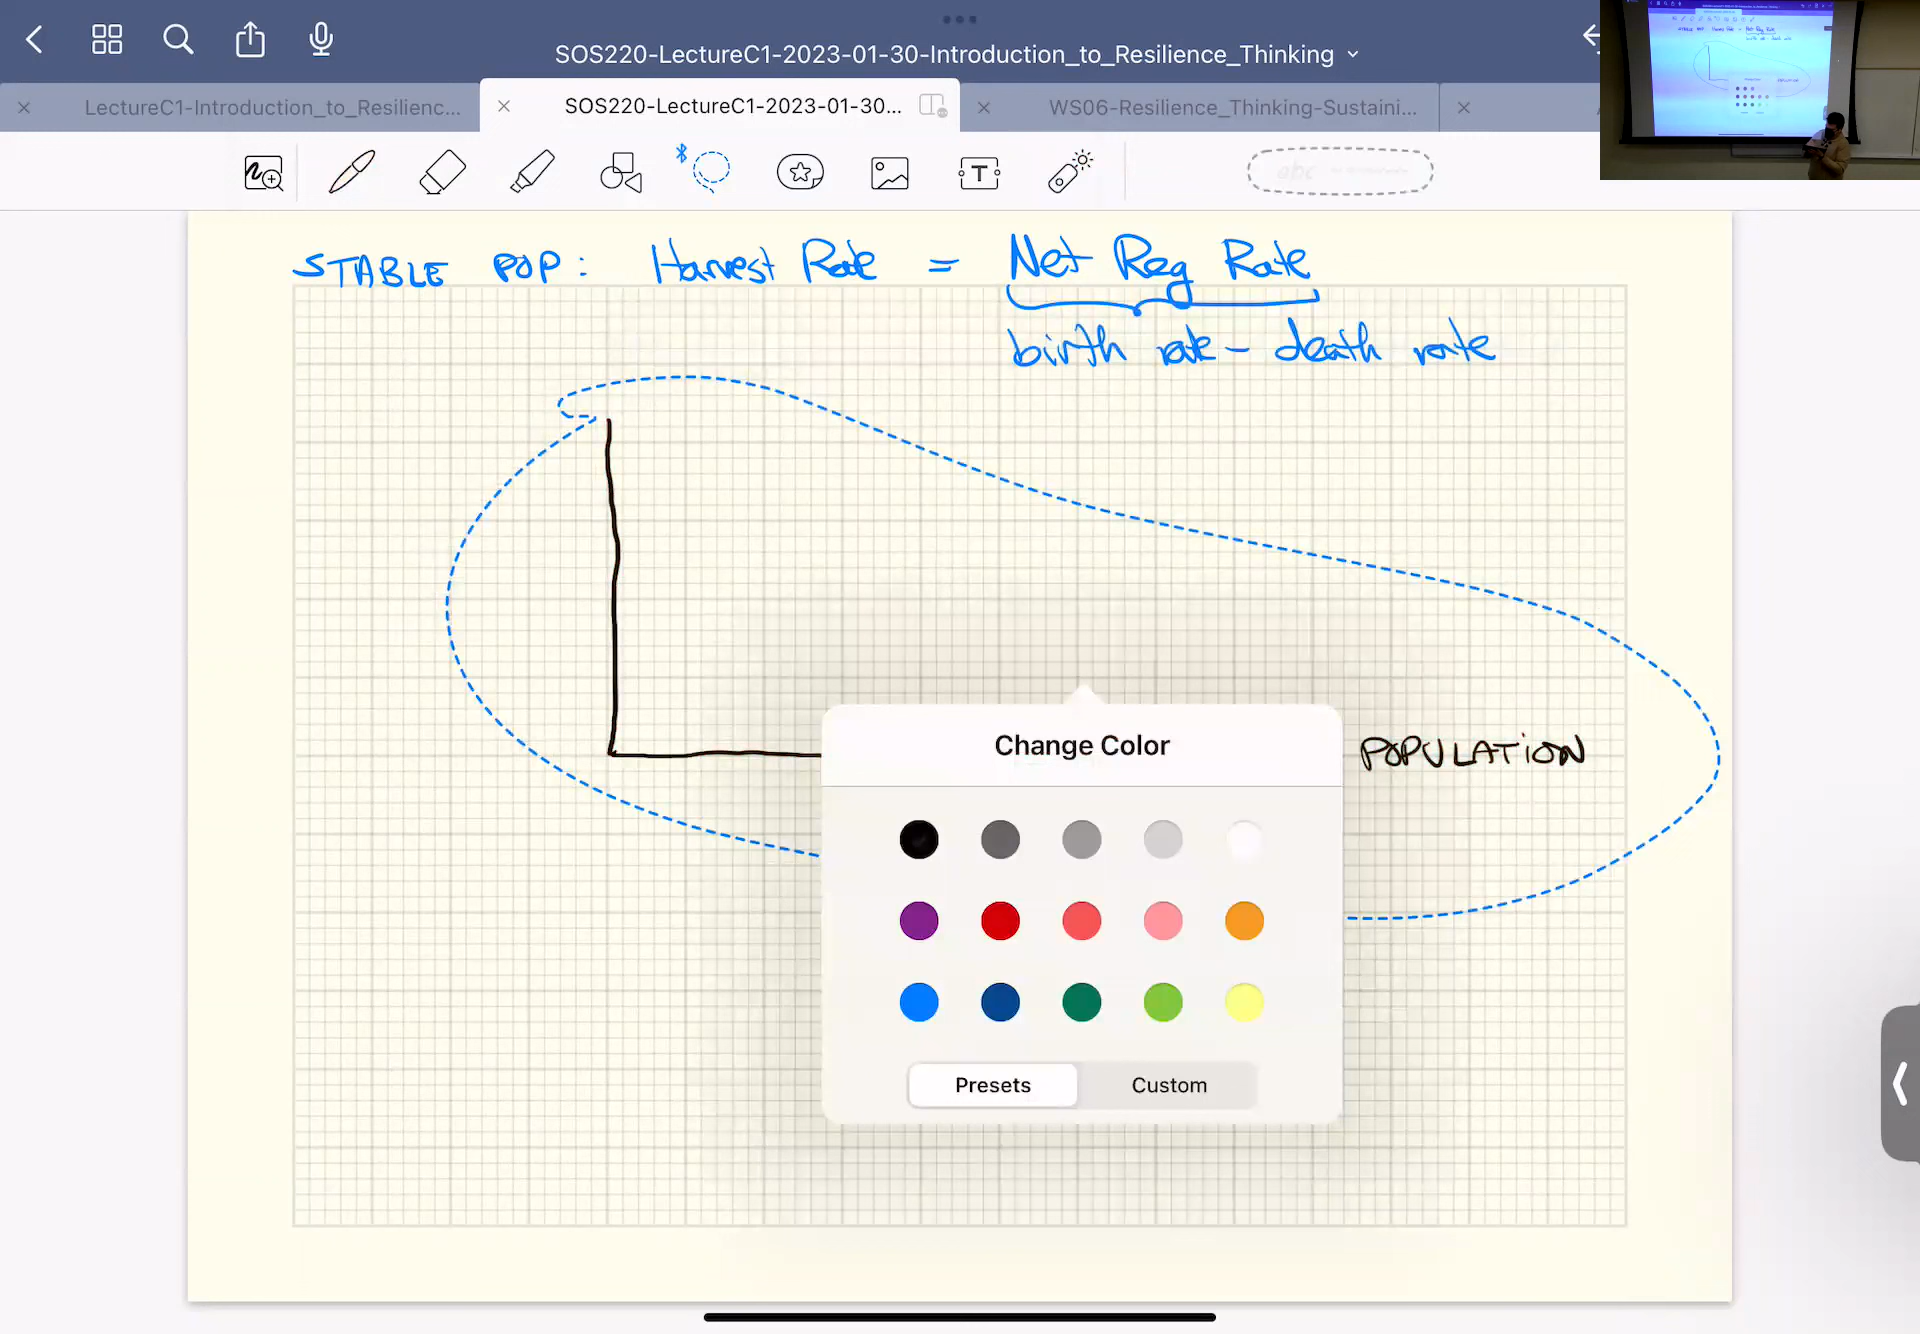 SOS220-LectureC1-2023-01-30-Introduction_to_Resilience_Thinking
LectureC1-Introduction_to_Resilienc...
SOS220-LectureC1-2023-01-30...
WS06-Resilience_Thinking-Sustaini...
abc
STABLE POP: Harvest Rate = Net Reg Rate
birth rate - death rate
POPULATION
Change Color
Presets Custom